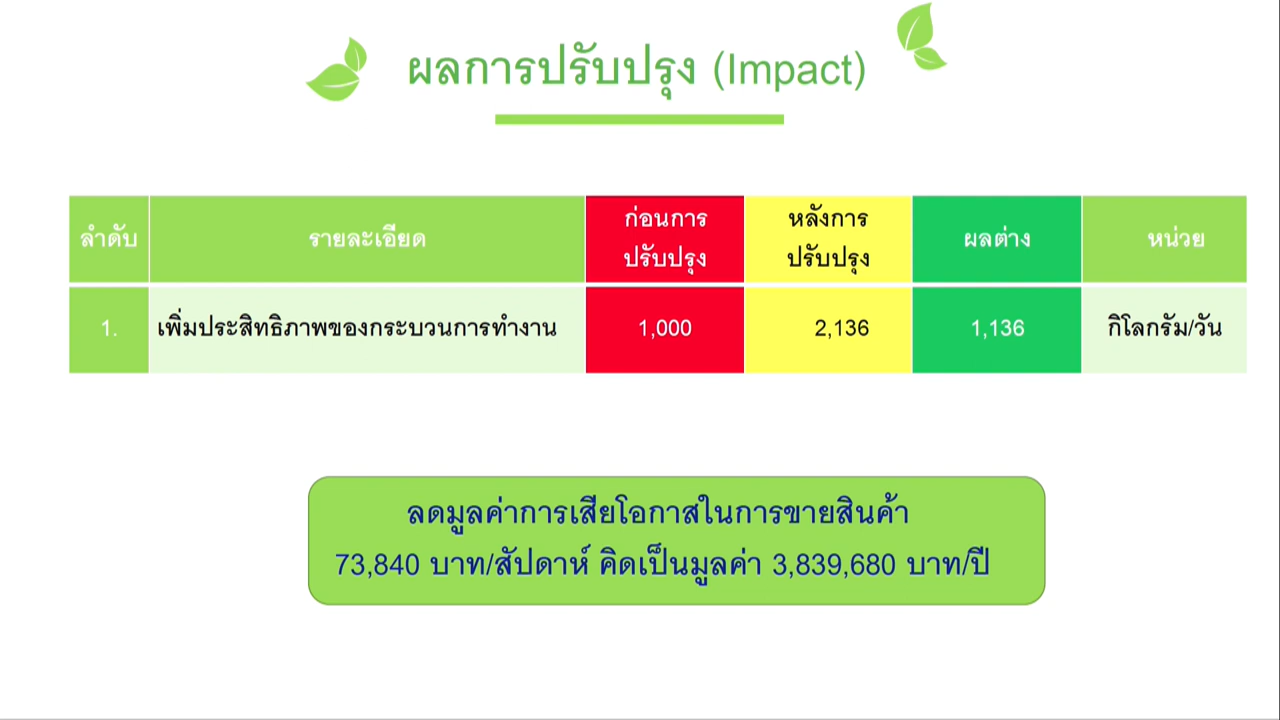 ผลการปรับปรุง (Impact)
ลำดับ รายละเอียด ก่อนการปรับปรุง หลังการปรับปรุง ผลต่าง หน่วย
1. เพิ่มประสิทธิภาพของกระบวนการทำงาน 1,000 2,136 1,136 กิโลกรัม/วัน
ลดมูลค่าการเสียโอกาสในการขายสินค้า
73,840 บาท/สัปดาห์ คิดเป็นมูลค่า 3,839,680 บาท/ปี